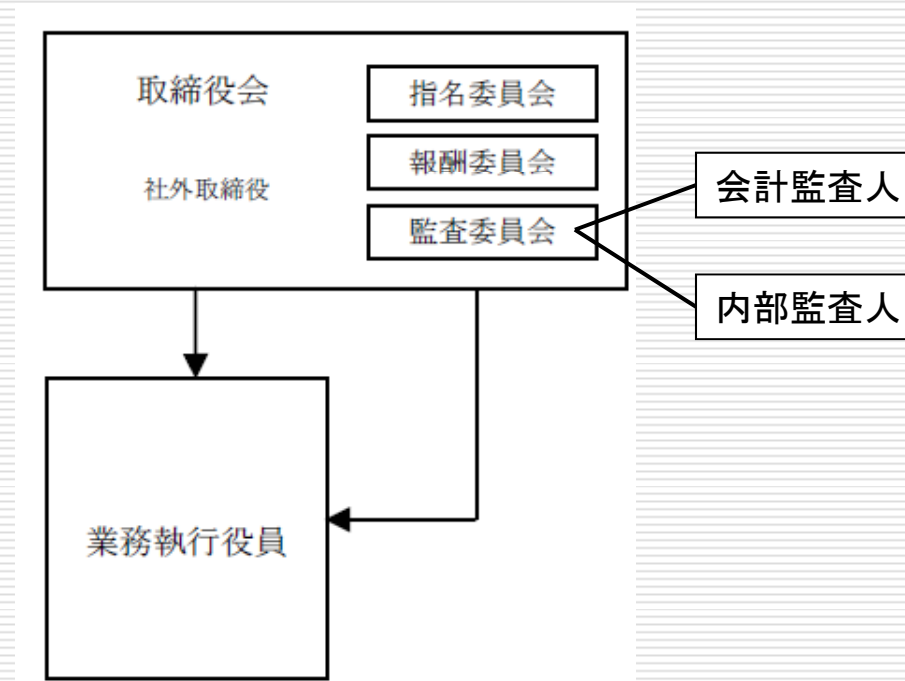 取締役会
社外取締役
指名委員会
報酬委員会
監査委員会
会計監査人
内部監査人
業務執行役員